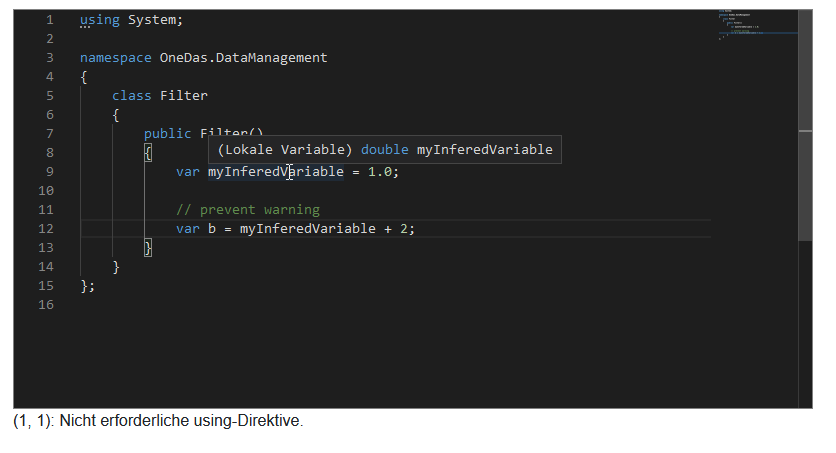 1 using System;
2
3 namespace OneDas.DataManagement
4 {
5 class Filter
6 {
7 public Filter()
(Lokale Variable) double myInferedVariable
8 {
9 var myInferedVariable = 1.0;
10
11 // prevent warning
12 var b = myInferedVariable + 2;
13 }
14 }
15 };
16
(1, 1): Nicht erforderliche using-Direktive.